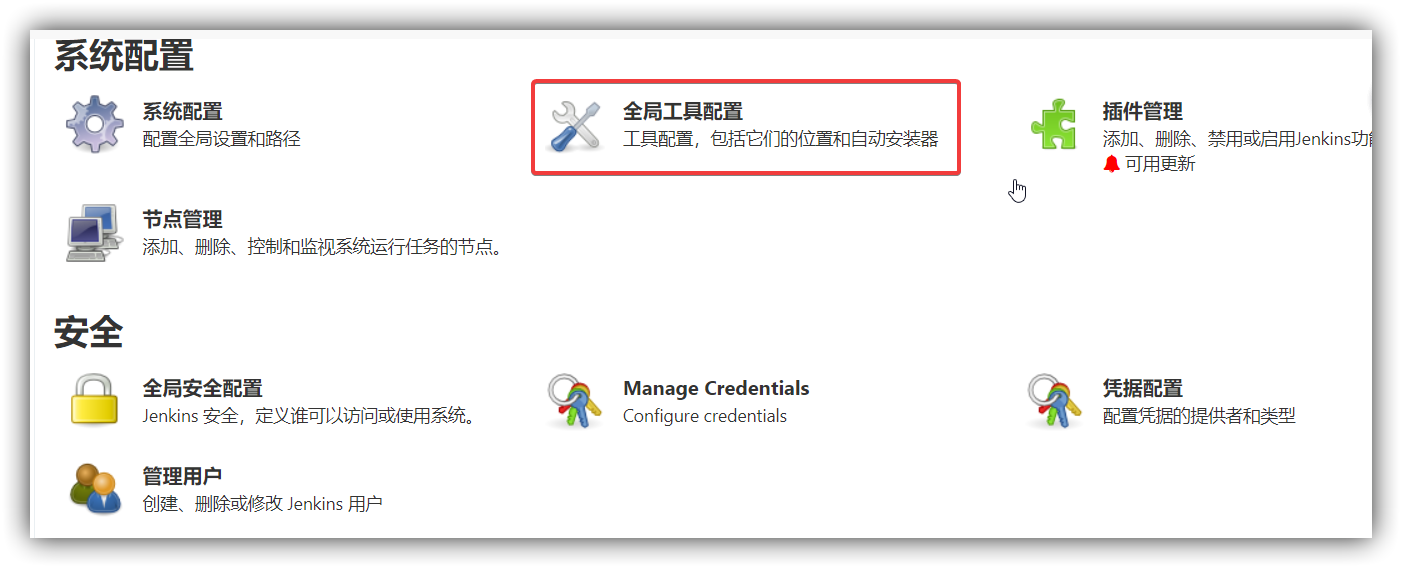 系统配置
系统配置
配置全局设置和路径
全局工具配置
工具配置，包括它们的位置和自动安装器
插件管理
添加、删除、禁用或启用Jenkins功
可用更新
节点管理
添加、删除、控制和监视系统运行任务的节点。
安全
全局安全配置
Jenkins 安全，定义谁可以访问或使用系统。
Manage Credentials
Configure credentials
凭据配置
配置凭据的提供者和类型
管理用户
创建、删除或修改 Jenkins 用户